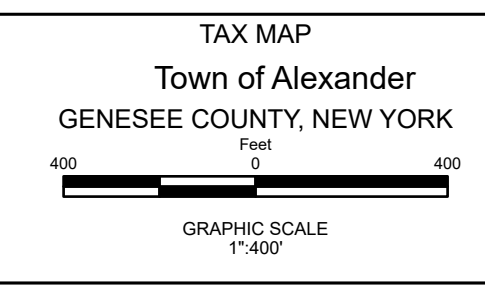 TAX MAP
Town of Alexander
GENESEE COUNTY, NEW YORK
Feet
400 0 400
GRAPHIC SCALE
1":400'